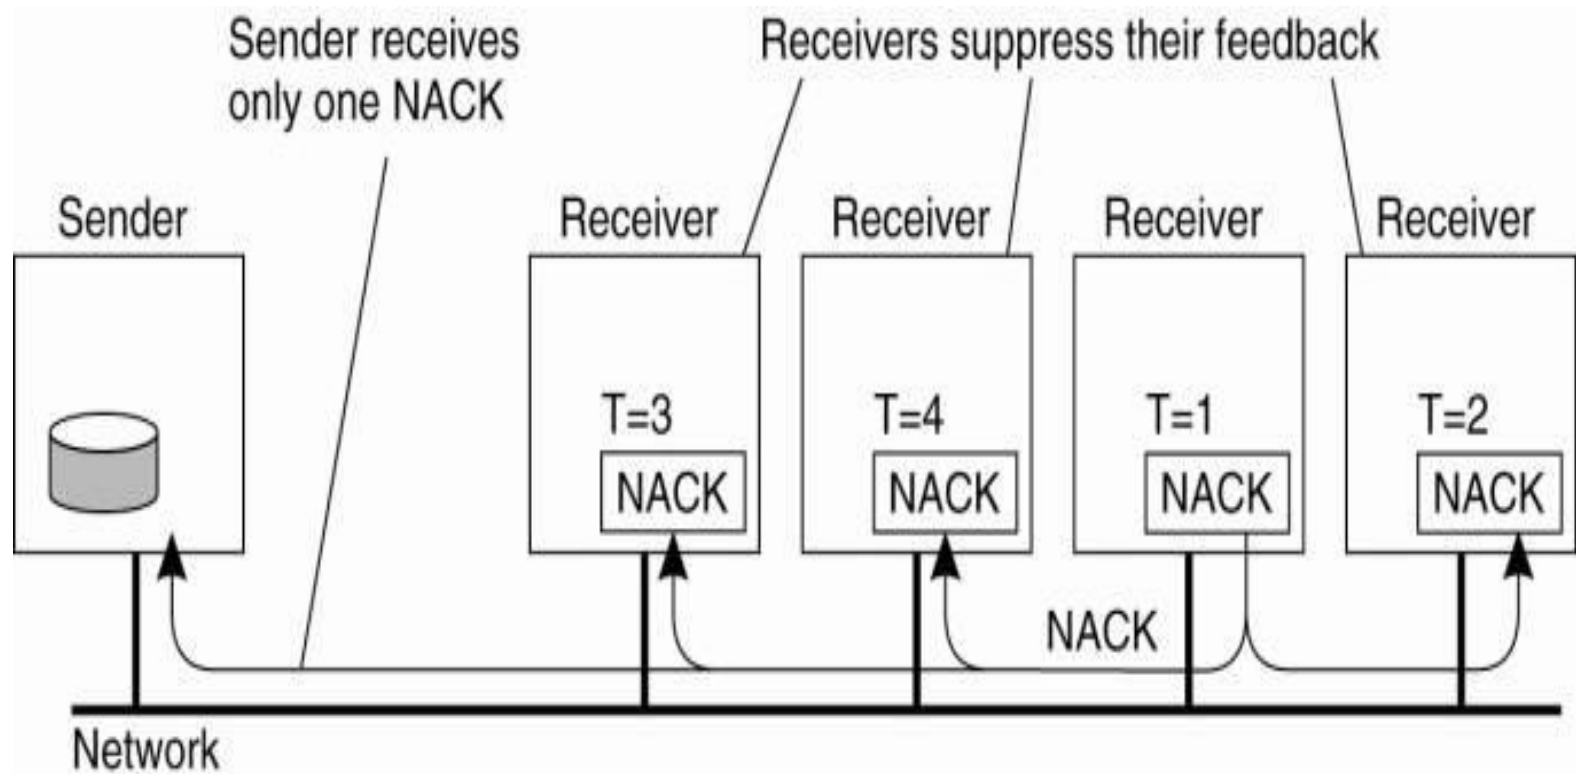 Sender receives
only one NACK
Receivers suppress their feedback
Sender
Receiver
Receiver
Receiver
Receiver
T=3
T=4
T=1
T=2
NACK
NACK
NACK
NACK
NACK
Network